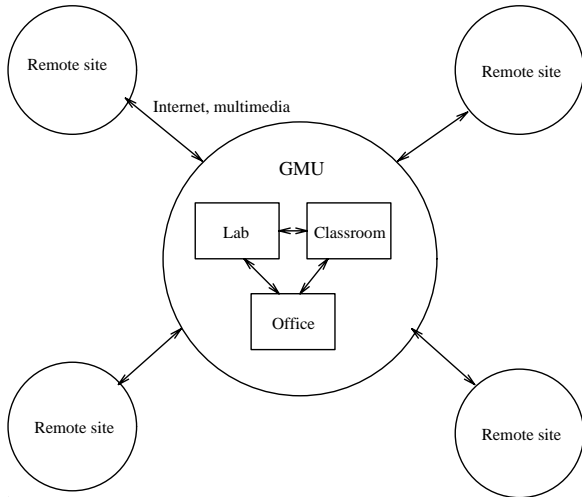 Remote site
Remote site
Internet, multimedia
GMU
Lab
Classroom
Office
Remote site
Remote site